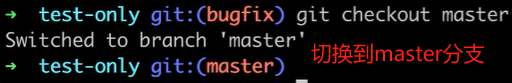 ➜ test-only git:(bugfix) git checkout master
Switched to branch 'master'
切换到master分支
➜ test-only git:(master)